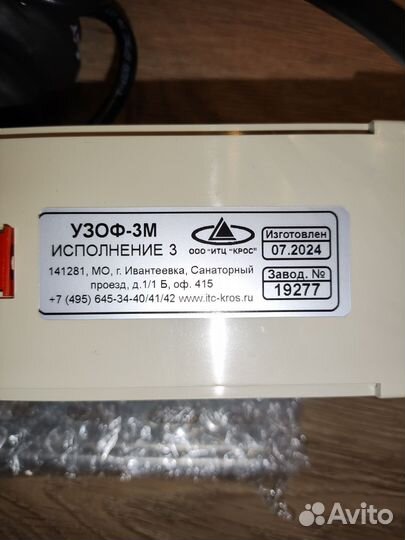 УЗОФ-3М
ИСПОЛНЕНИЕ 3
ООО "ИТЦ "КРОС"
Изготовлен
07.2024
Завод. №
19277
141281, МО, г. Ивантеевка, Санаторный
проезд, д.1/1 Б, оф. 415
+7 (495) 645-34-40/41/42 www.itc-kros.ru
Avito